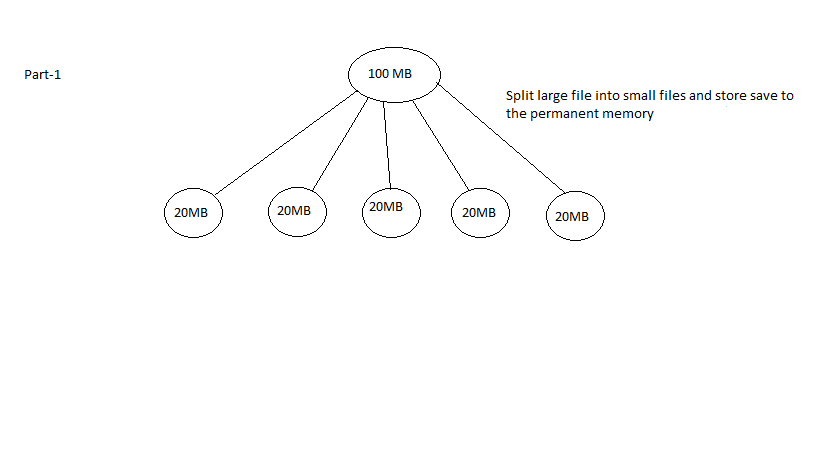 100 MB
Part-1
Split large file into small files and store save to
the permanent memory
20MB
20MB
20MB
20MB
20MB